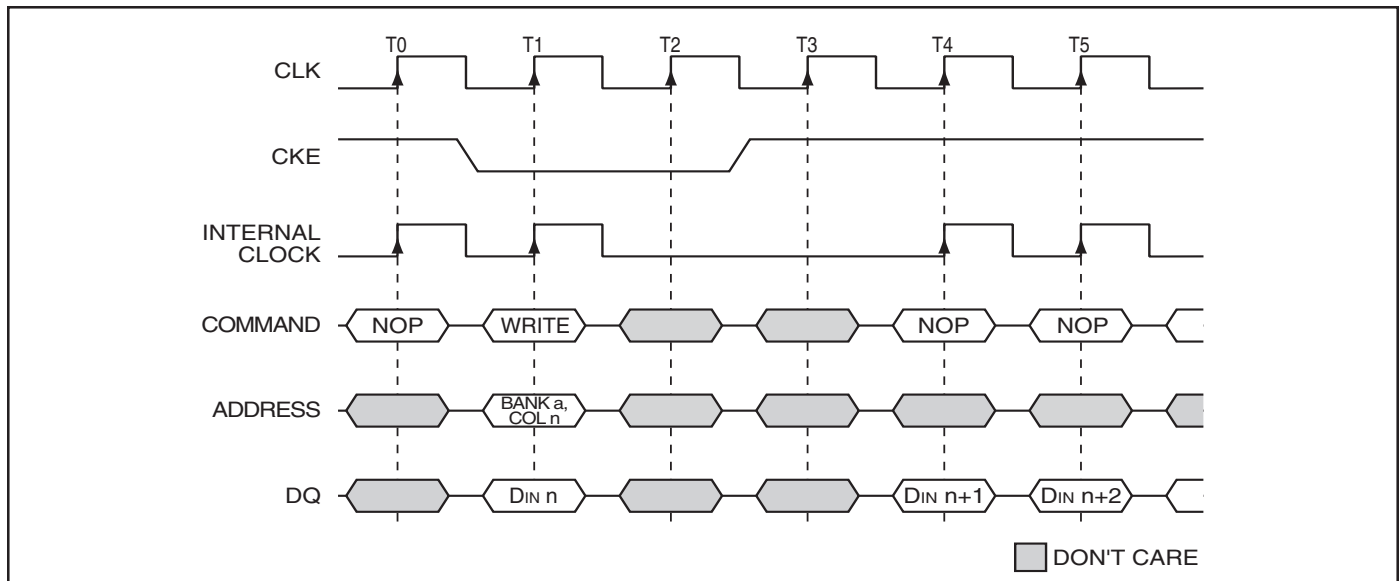 T0 T1 T2 T3 T4 T5
CLK
CKE
INTERNAL
CLOCK
COMMAND NOP WRITE NOP NOP
ADDRESS BANK a,
COL n
DQ DIN n DIN n+1 DIN n+2
DON'T CARE